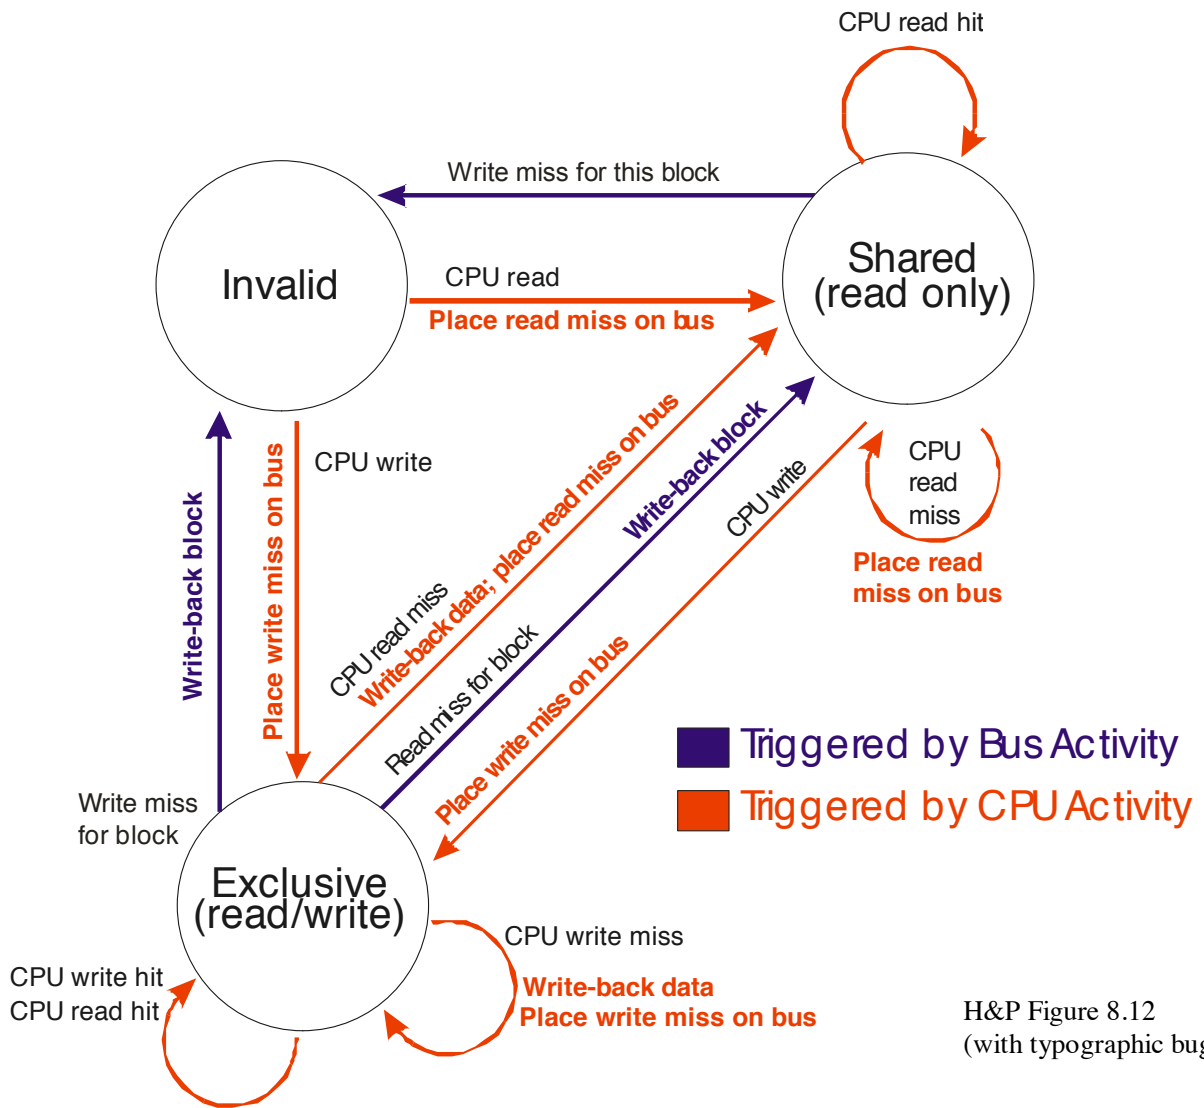 CPU read hit
Write miss for this block
Invalid
Shared
(read only)
CPU read
Place read miss on bus
CPU write
Place write miss on bus
Write-back block
Write miss
for block
CPU read miss
Write-back data; place read miss on bus
Read miss for block
Write-back block
CPU write
Place write miss on bus
CPU
read
miss
Place read
miss on bus
Triggered by Bus Activity
Triggered by CPU Activity
Exclusive
(read/write)
CPU write miss
Write-back data
Place write miss on bus
CPU write hit
CPU read hit
H&P Figure 8.12
(with typographic bug